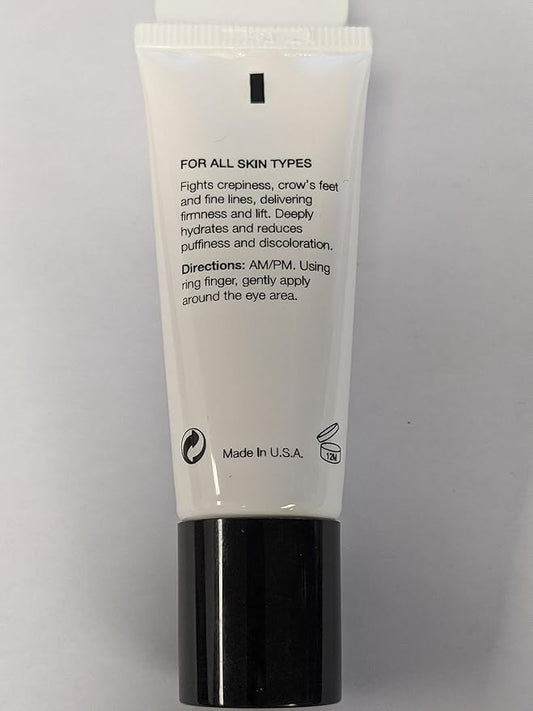 FOR ALL SKIN TYPES
Fights crepiness, crow's feet
and fine lines, delivering
firmness and lift. Deeply
hydrates and reduces
puffiness and discoloration.
Directions: AM/PM. Using
ring finger, gently apply
around the eye area.
Made In U.S.A.
12M